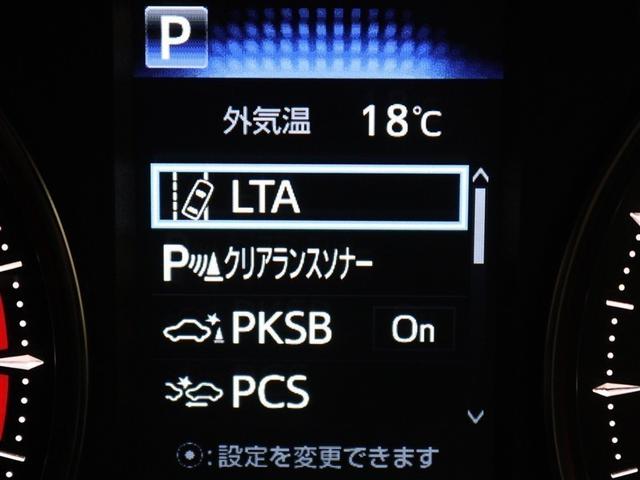 P
外気温 18℃
LTA
Pクリアランスソナー
PKSB On
PCS
:設定を変更できます